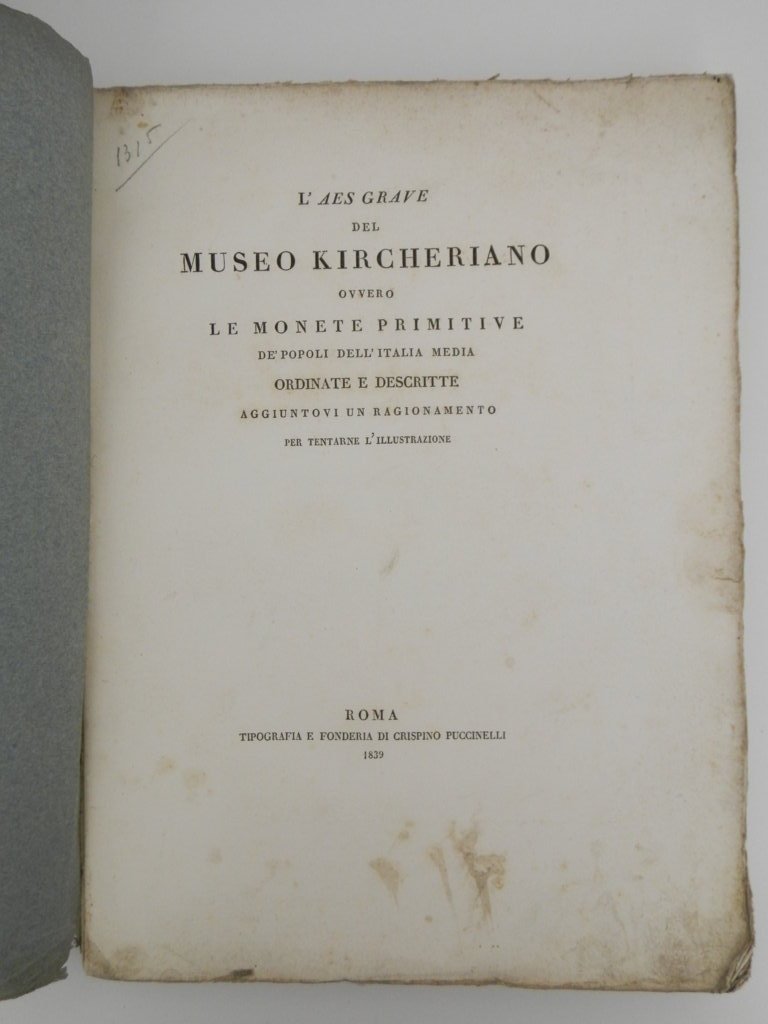 1315
L' AES GRAVE
DEL
MUSEO KIRCHERIANO
OVVERO
LE MONETE PRIMITIVE
DE' POPOLI DELL' ITALIA MEDIA
ORDINATE E DESCRITTE
AGGIUNTOVI UN RAGIONAMENTO
PER TENTARNE L' ILLUSTRAZIONE
ROMA
TIPOGRAFIA E FONDERIA DI CRISPINO PUCCINELLI
1839